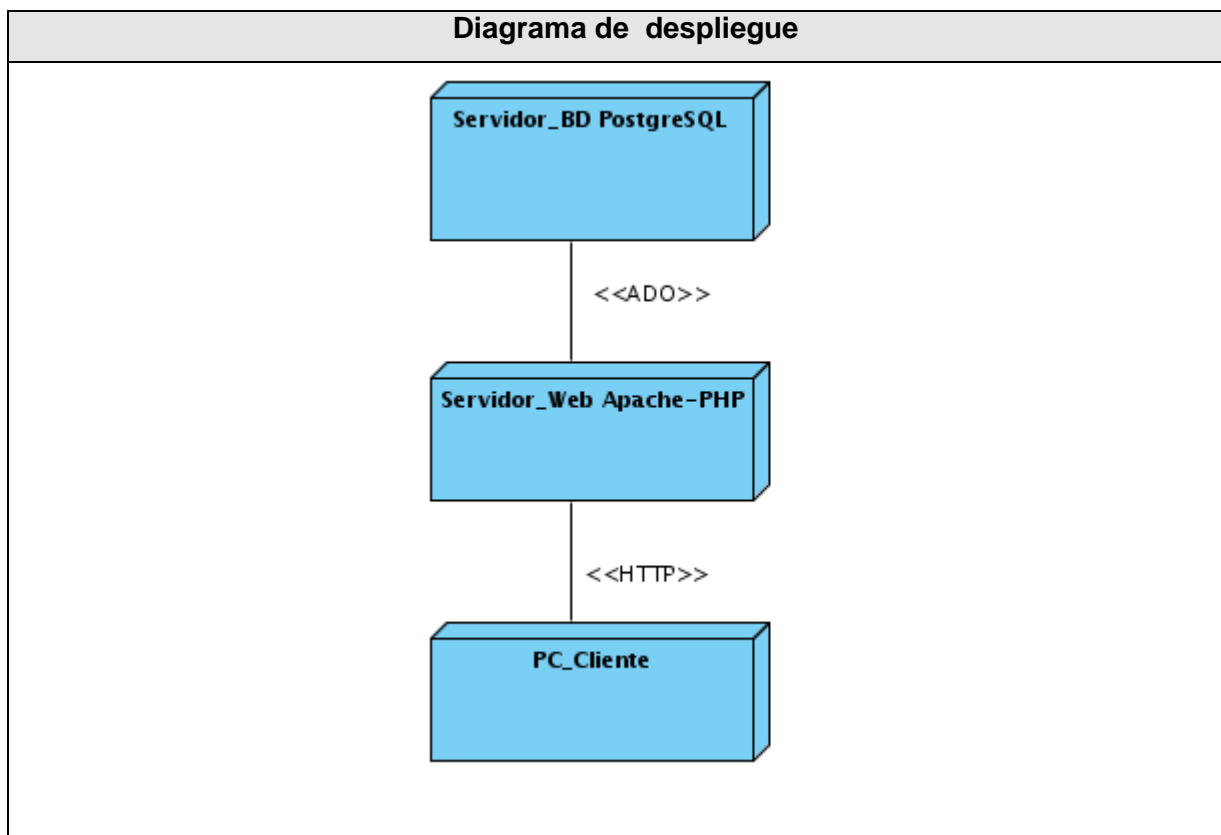 Diagrama de despliegue
Servidor_BD PostgreSQL
<<ADO>>
Servidor_Web Apache-PHP
<<HTTP>>
PC_Cliente